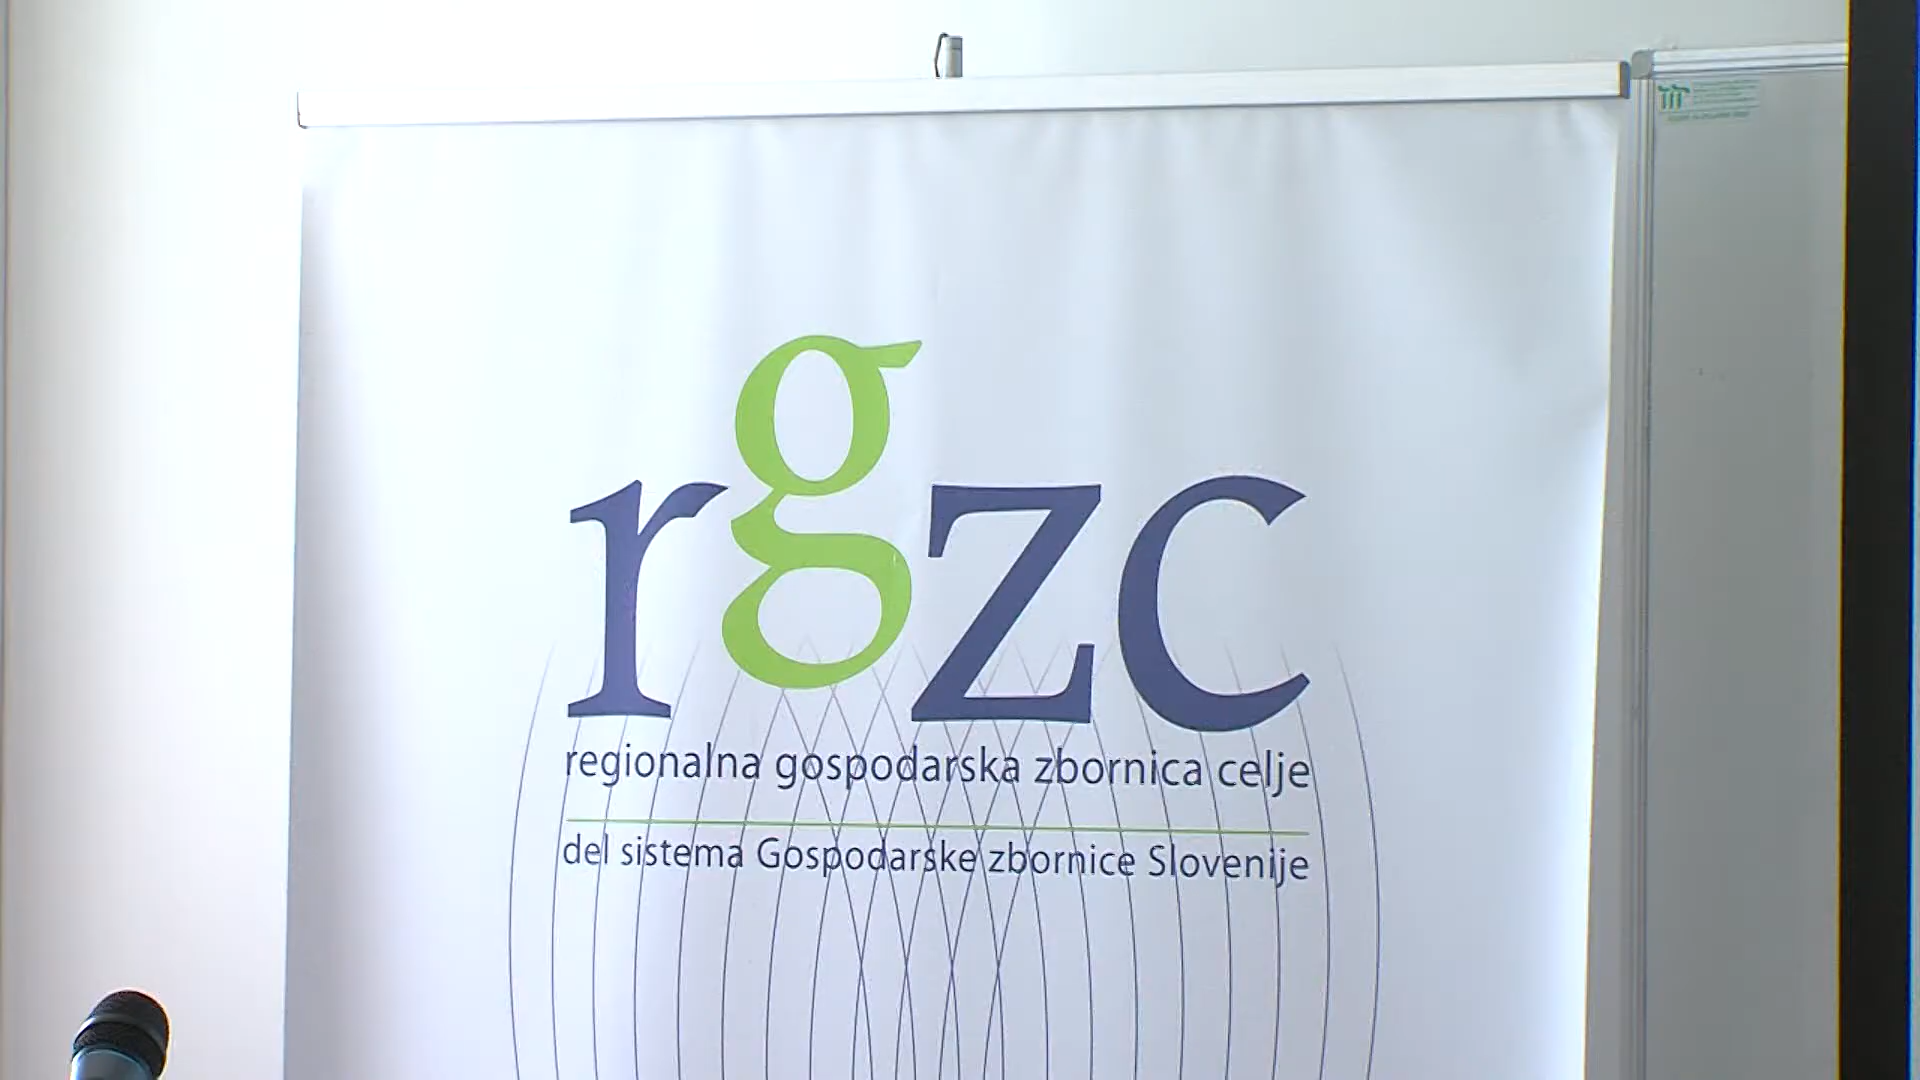 rgzc
regionalna gospodarska zbornica celje
del sistema Gospodarske zbornice Slovenije